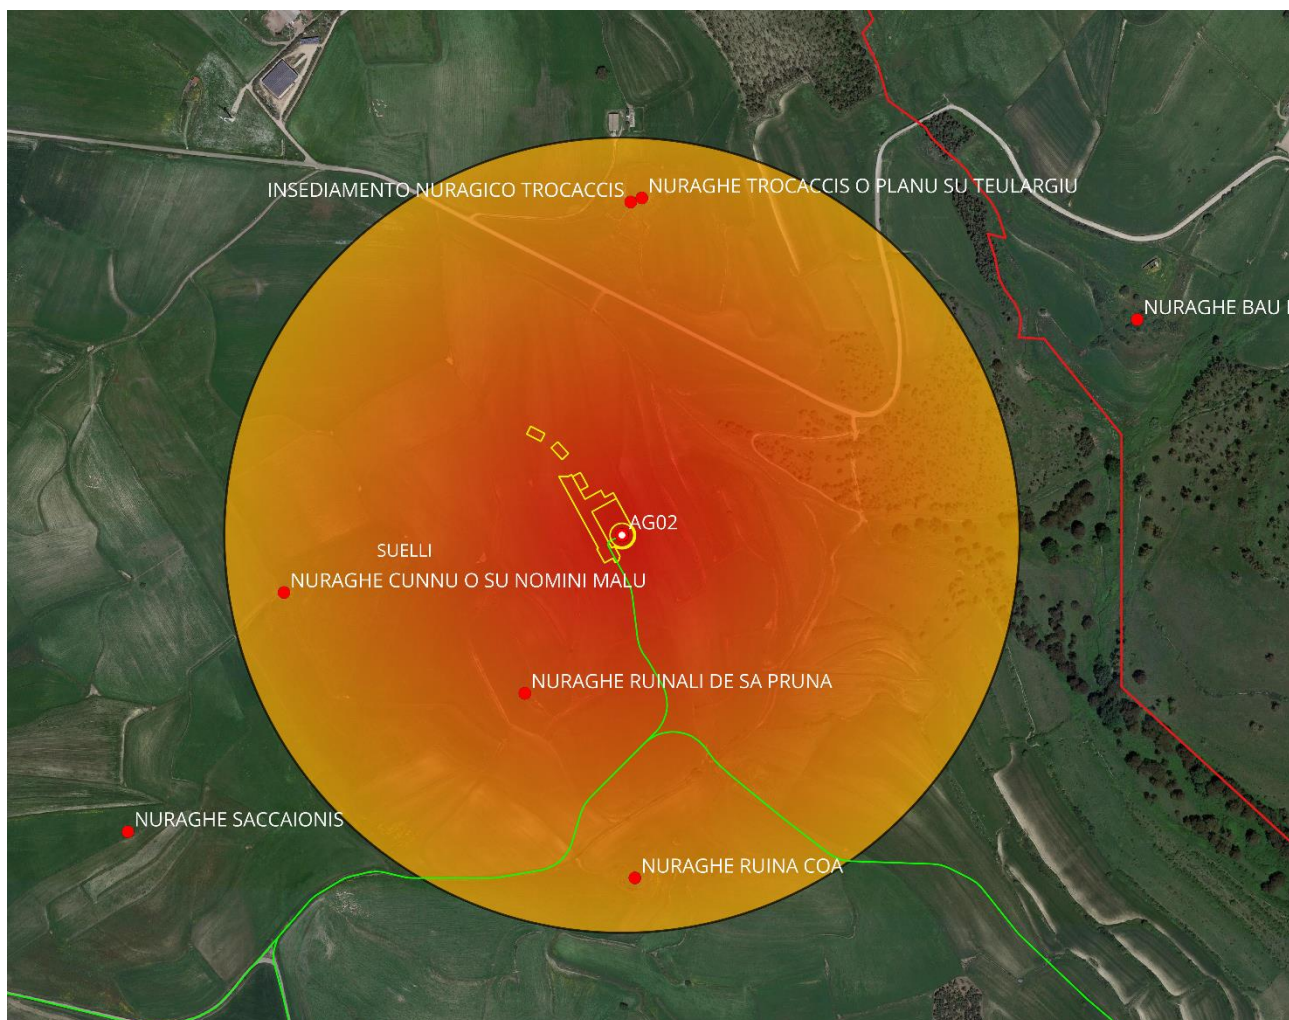 INSEDIAMENTO NURAGICO TROCACCIS
NURAGHE TROCACCIS O PLANU SU TEULARGIU
NURAGHE BAU
AG02
SUELLI
NURAGHE CUNNU O SU NOMINI MALU
NURAGHE RUINALI DE SA PRUNA
NURAGHE SACCAIONIS
NURAGHE RUINA COA